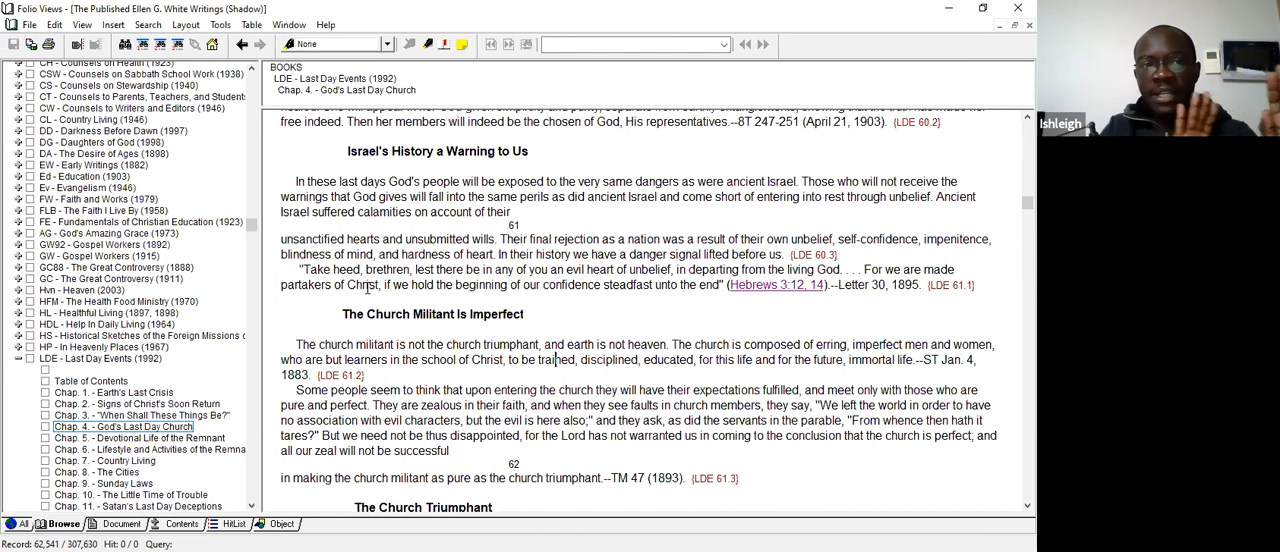 Folio Views - [The Published Ellen G. White Writings (Shadow)]
File Edit View Insert Search Layout Tools Table Window Help
None
CH - Counsels on Health (1923)
CSW - Counsels on Sabbath School Work (1938)
CS - Counsels on Stewardship (1940)
CT - Counsels to Parents, Teachers, and Students
CW - Counsels to Writers and Editors (1946)
CL - Country Living (1946)
DD - Darkness Before Dawn (1997)
DG - Daughters of God (1998)
DA - The Desire of Ages (1898)
EW - Early Writings (1882)
Ed - Education (1903)
Ev - Evangelism (1946)
FW - Faith and Works (1979)
FLB - The Faith I Live By (1958)
FE - Fundamentals of Christian Education (1923)
AG - God's Amazing Grace (1973)
GW92 - Gospel Workers (1892)
GW - Gospel Workers (1915)
GC88 - The Great Controversy (1888)
GC - The Great Controversy (1911)
Hvn - Heaven (2003)
HFM - The Health Food Ministry (1970)
HL - Healthful Living (1897, 1898)
HDL - Help In Daily Living (1964)
HS - Historical Sketches of the Foreign Missions o
HP - In Heavenly Places (1967)
LDE - Last Day Events (1992)
Table of Contents
Chap. 1. - Earth's Last Crisis
Chap. 2. - Signs of Christ's Soon Return
Chap. 3. - "When Shall These Things Be?"
Chap. 4. - God's Last Day Church
Chap. 5. - Devotional Life of the Remnant
Chap. 6. - Lifestyle and Activities of the Remna
Chap. 7. - Country Living
Chap. 8. - The Cities
Chap. 9. - Sunday Laws
Chap. 10. - The Little Time of Trouble
Chap. 11. - Satan's Last Day Deceptions
BOOKS
LDE - Last Day Events (1992)
Chap. 4. - God's Last Day Church
free indeed. Then her members will indeed be the chosen of God, His representatives.--8T 247-251 (April 21, 1903). {LDE 60.2}
Israel's History a Warning to Us
In these last days God's people will be exposed to the very same dangers as were ancient Israel. Those who will not receive the
warnings that God gives will fall into the same perils as did ancient Israel and come short of entering into rest through unbelief. Ancient
Israel suffered calamities on account of their
61
unsanctified hearts and unsubmitted wills. Their final rejection as a nation was a result of their own unbelief, self-confidence, impenitence,
blindness of mind, and hardness of heart. In their history we have a danger signal lifted before us. {LDE 60.3}
"Take heed, brethren, lest there be in any of you an evil heart of unbelief, in departing from the living God. . . . For we are made
partakers of Christ, if we hold the beginning of our confidence steadfast unto the end" (Hebrews 3:12, 14).--Letter 30, 1895. {LDE 61.1}
The Church Militant Is Imperfect
The church militant is not the church triumphant, and earth is not heaven. The church is composed of erring, imperfect men and women,
who are but learners in the school of Christ, to be trained, disciplined, educated, for this life and for the future, immortal life.--ST Jan. 4,
1883. {LDE 61.2}
Some people seem to think that upon entering the church they will have their expectations fulfilled, and meet only with those who are
pure and perfect. They are zealous in their faith, and when they see faults in church members, they say, "We left the world in order to have
no association with evil characters, but the evil is here also;" and they ask, as did the servants in the parable, "From whence then hath it
tares?" But we need not be thus disappointed, for the Lord has not warranted us in coming to the conclusion that the church is perfect; and
all our zeal will not be successful
62
in making the church militant as pure as the church triumphant.--TM 47 (1893). {LDE 61.3}
The Church Triumphant
All Browse Document Contents HitList Object
Record: 62,541 / 307,630 Hit: 0 / 0 Query:
Ishleigh